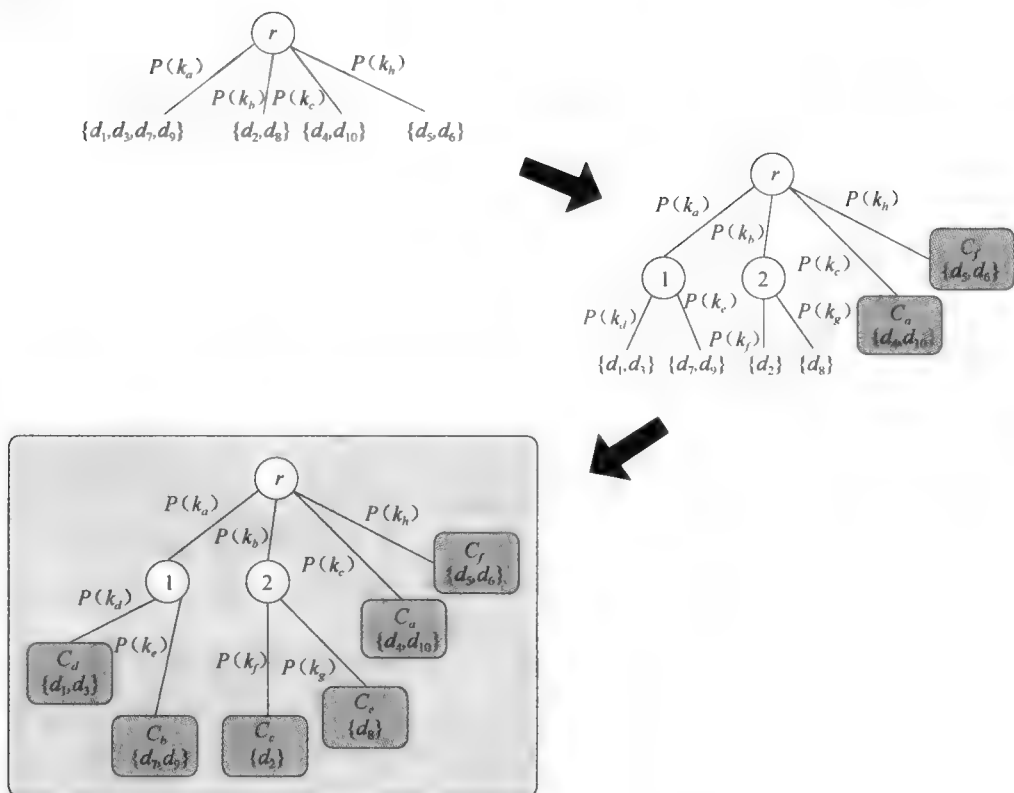 r
P(k_a)
P(k_b)
P(k_c)
P(k_h)
{d_1,d_3,d_7,d_9}
{d_2,d_8}
{d_4,d_10}
{d_5,d_6}
r
P(k_a)
P(k_b)
P(k_c)
P(k_h)
C_f
{d_5,d_6}
1
2
C_a
{d_4,d_10}
P(k_d)
P(k_e)
P(k_f)
P(k_g)
{d_1,d_3}
{d_7,d_9}
{d_2}
{d_8}
r
P(k_a)
P(k_b)
P(k_c)
P(k_h)
C_f
{d_5,d_6}
1
2
C_a
{d_4,d_10}
P(k_d)
P(k_e)
P(k_f)
P(k_g)
C_d
{d_1,d_3}
C_b
{d_7,d_9}
C_c
{d_2}
C_e
{d_8}